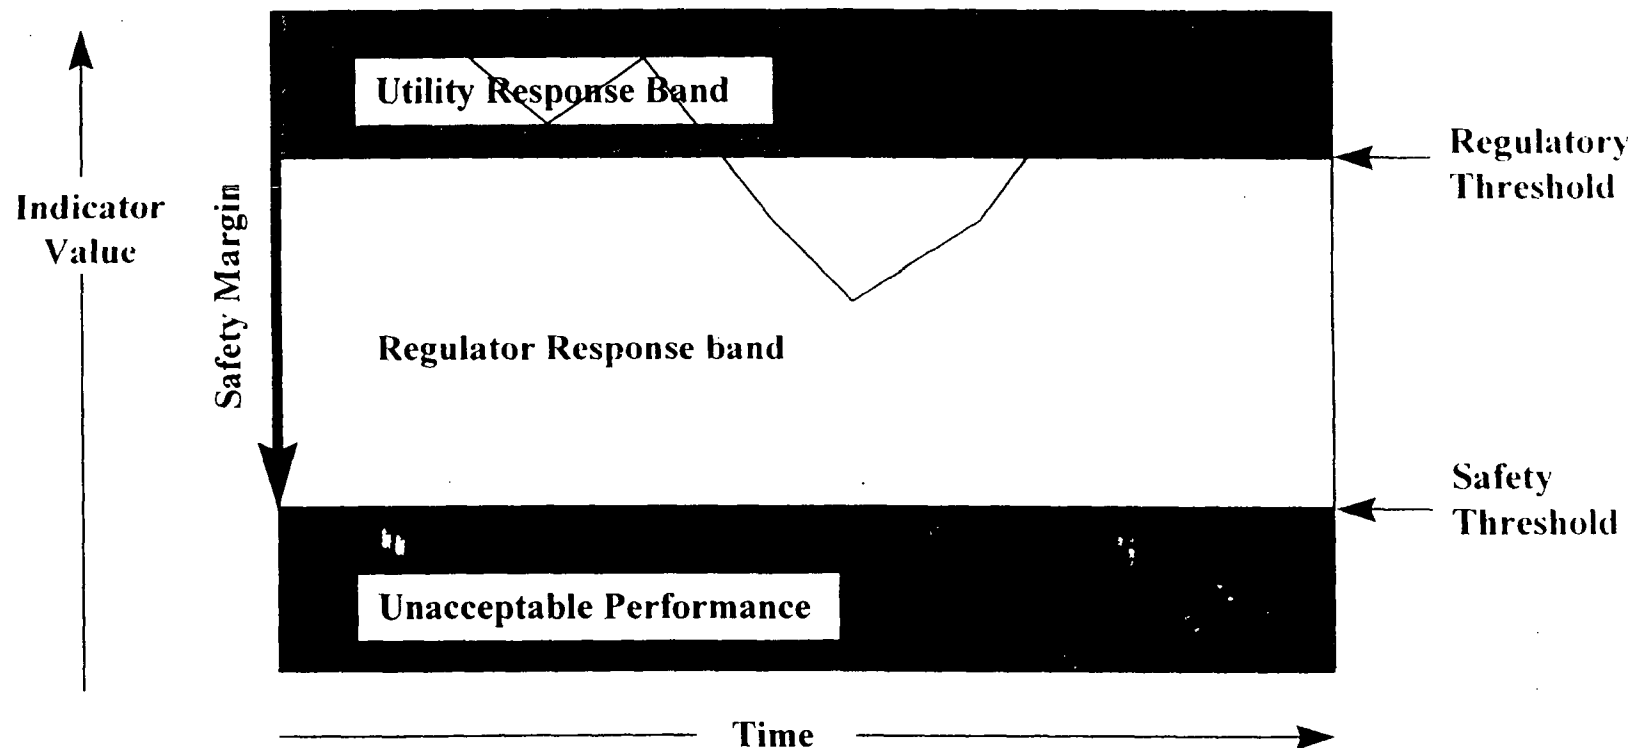 Utility Response Band
Regulatory
Threshold
Indicator
Value
Safety Margin
Regulator Response band
Safety
Threshold
Unacceptable Performance
Time